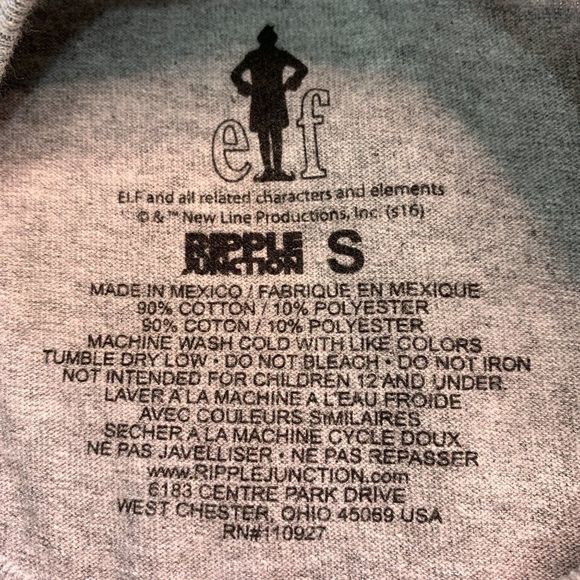 elf
ELF and all related characters and elements
© & ™ New Line Productions, Inc. (s16)
RIPPLE JUNCTION S
MADE IN MEXICO / FABRIQUE EN MEXIQUE
90% COTTON / 10% POLYESTER
90% COTON / 10% POLYESTER
MACHINE WASH COLD WITH LIKE COLORS
TUMBLE DRY LOW • DO NOT BLEACH • DO NOT IRON
NOT INTENDED FOR CHILDREN 12 AND UNDER.
LAVER À LA MACHINE A L'EAU FROIDE
AVEC COULEURS SIMILAIRES
SECHER A LA MACHINE CYCLE DOUX
NE PAS JAVELLISER • NE PAS REPASSER
www.RIPPLEJUNCTION.com
6183 CENTRE PARK DRIVE
WEST CHESTER, OHIO 45069 USA
RN#110927